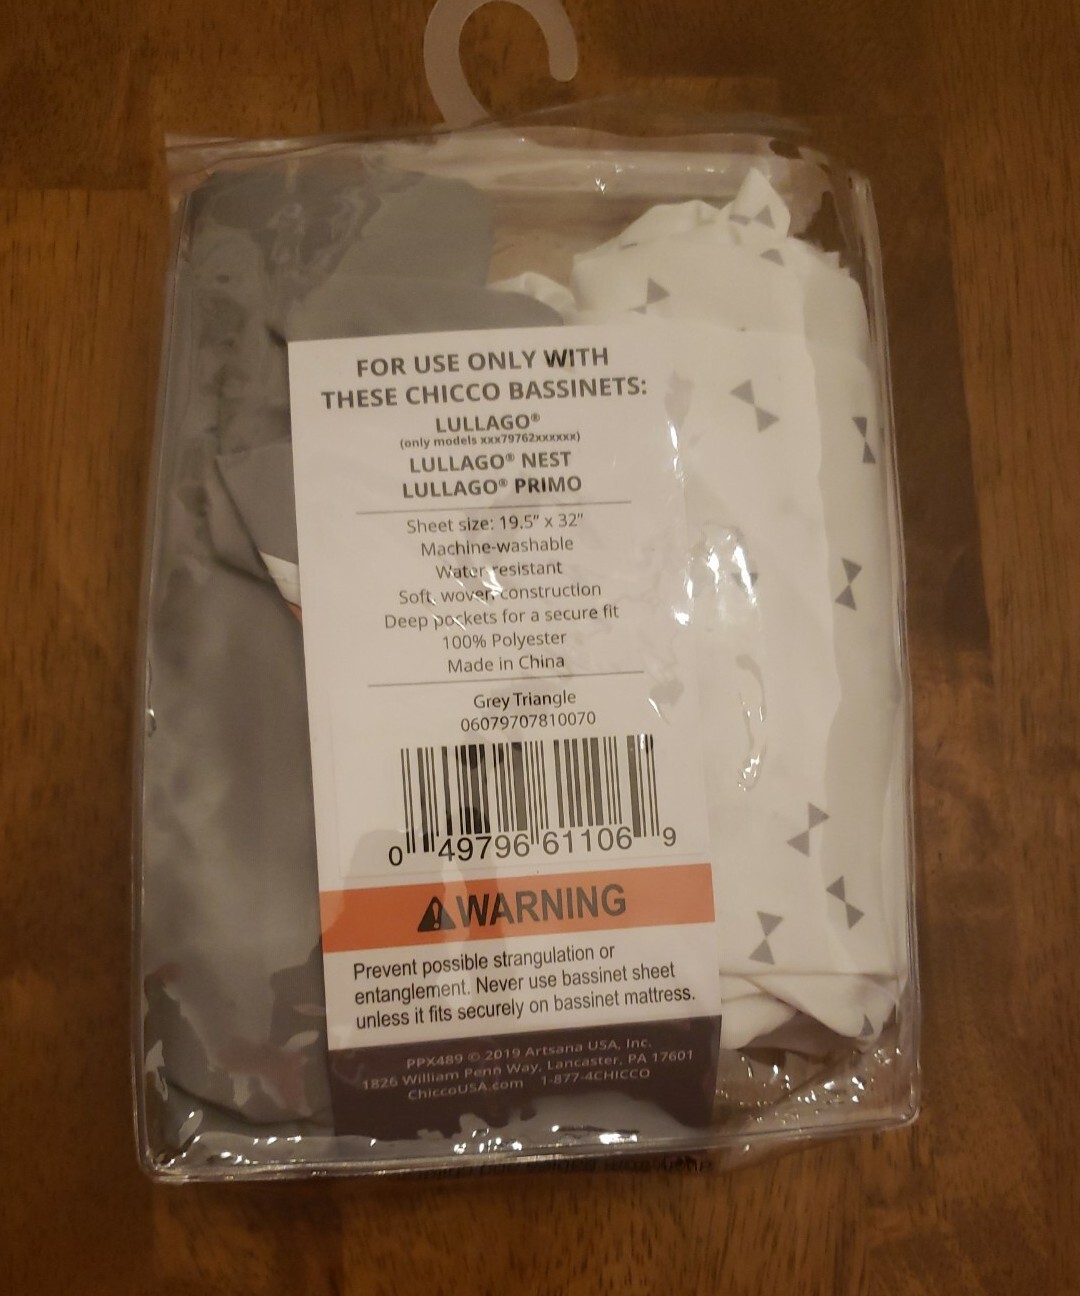 FOR USE ONLY WITH
THESE CHICCO BASSINETS:
LULLAGO®
(only models xxx79762xxxxxx)
LULLAGO® NEST
LULLAGO® PRIMO
Sheet size: 19.5" x 32"
Machine-washable
Water resistant
Soft, woven construction
Deep pockets for a secure fit
100% Polyester
Made in China
Grey Triangle
06079707810070
0 49796 61106 9
WARNING
Prevent possible strangulation or
entanglement. Never use bassinet sheet
unless it fits securely on bassinet mattress.
PPX489 © 2019 Artsana USA, Inc.
1826 William Penn Way, Lancaster, PA 17601
ChiccoUSA.com 1-877-4CHICCO